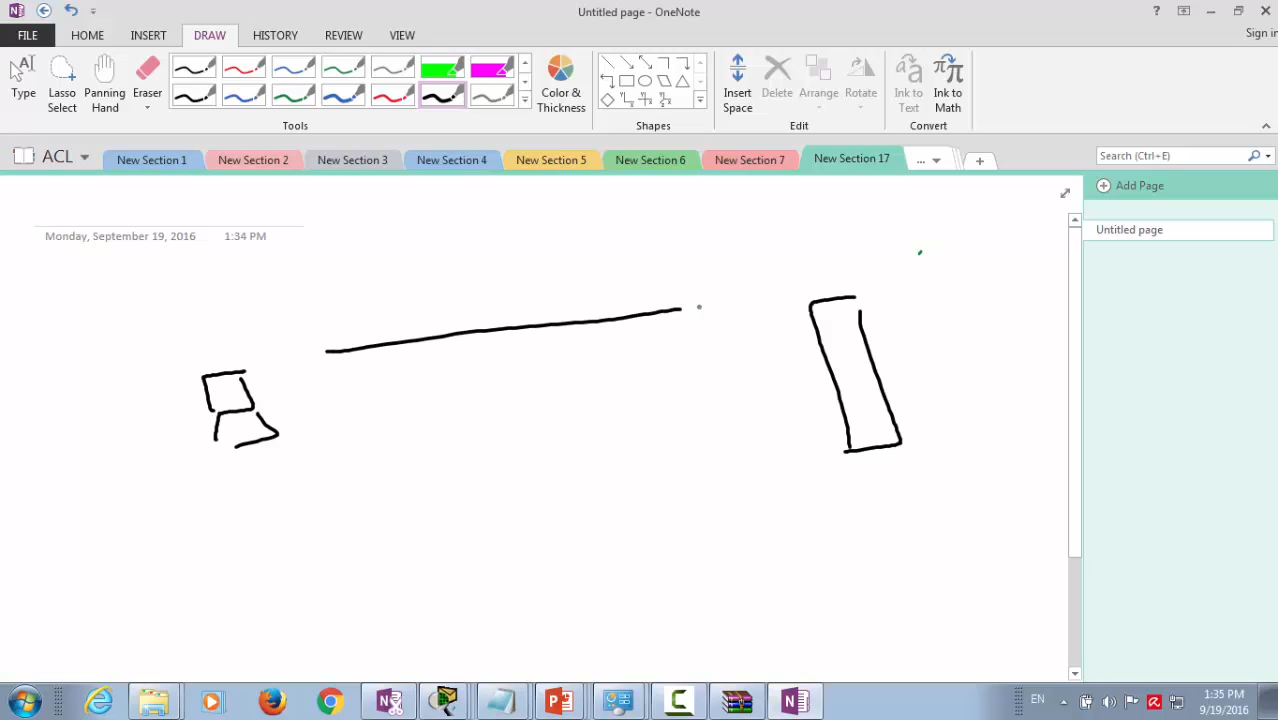 Untitled page - OneNote
? 
Sign in
FILE HOME INSERT DRAW HISTORY REVIEW VIEW
Type
Lasso Select
Panning Hand
Eraser
Color & Thickness
Insert Space
Delete
Arrange
Rotate
Ink to Text
Ink to Math
Tools
Shapes
Edit
Convert
ACL
New Section 1
New Section 2
New Section 3
New Section 4
New Section 5
New Section 6
New Section 7
New Section 17
...
Search (Ctrl+E)
Add Page
Untitled page
Monday, September 19, 2016 1:34 PM
EN
1:35 PM
9/19/2016